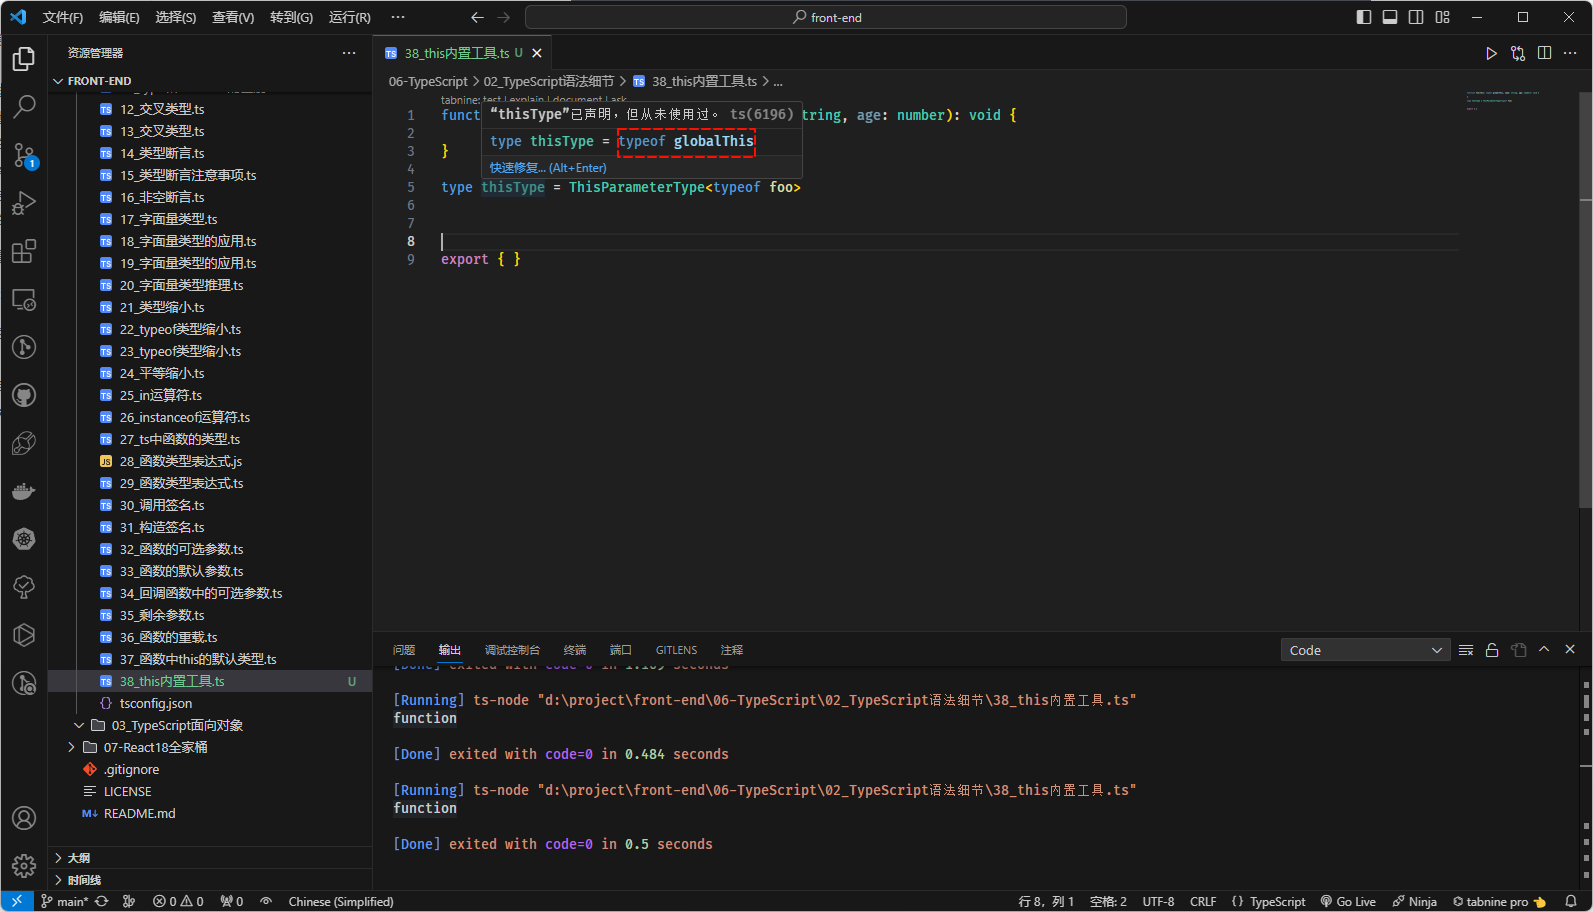 文件(F) 编辑(E) 选择(S) 查看(V) 转到(G) 运行(R) ··· front-end
资源管理器 ···
FRONT-END
12_交叉类型.ts
13_交叉类型.ts
14_类型断言.ts
15_类型断言注意事项.ts
16_非空断言.ts
17_字面量类型.ts
18_字面量类型的应用.ts
19_字面量类型的应用.ts
20_字面量类型推理.ts
21_类型缩小.ts
22_typeof类型缩小.ts
23_typeof类型缩小.ts
24_平等缩小.ts
25_in运算符.ts
26_instanceof运算符.ts
27_ts中函数的类型.ts
28_函数类型表达式.js
29_函数类型表达式.ts
30_调用签名.ts
31_构造签名.ts
32_函数的可选参数.ts
33_函数的默认参数.ts
34_回调函数中的可选参数.ts
35_剩余参数.ts
36_函数的重载.ts
37_函数中this的默认类型.ts
38_this内置工具.ts U
{} tsconfig.json
03_TypeScript面向对象
07-React18全家桶
.gitignore
LICENSE
README.md
大纲
时间线
TS 38_this内置工具.ts U
06-TypeScript > 02_TypeScript语法细节 > TS 38_this内置工具.ts > ...
tabnine: test | explain | document | ask
1 funct tring, age: number): void {
“thisType”已声明，但从未使用过。 ts(6196)
2
type thisType = typeof globalThis
3 }
快速修复... (Alt+Enter)
4
5 type thisType = ThisParameterType<typeof foo>
6
7
8
9 export { }
问题 输出 调试控制台 终端 端口 GITLENS 注释 Code
[Done] exited with code=0 in 1.169 seconds
[Running] ts-node "d:\project\front-end\06-TypeScript\02_TypeScript语法细节\38_this内置工具.ts"
function
[Done] exited with code=0 in 0.484 seconds
[Running] ts-node "d:\project\front-end\06-TypeScript\02_TypeScript语法细节\38_this内置工具.ts"
function
[Done] exited with code=0 in 0.5 seconds
main* 0 0 0 Chinese (Simplified) 行 8，列 1 空格: 2 UTF-8 CRLF {} TypeScript Go Live Ninja tabnine pro